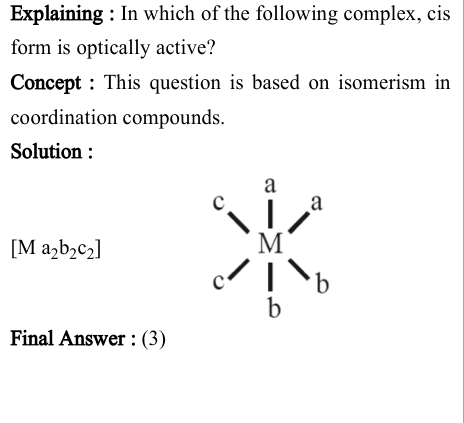 Explaining : In which of the following complex, cis
form is optically active?
Concept : This question is based on isomerism in
coordination compounds.
Solution :
a
c a
[M a₂b₂c₂] M
c b
b
Final Answer : (3)